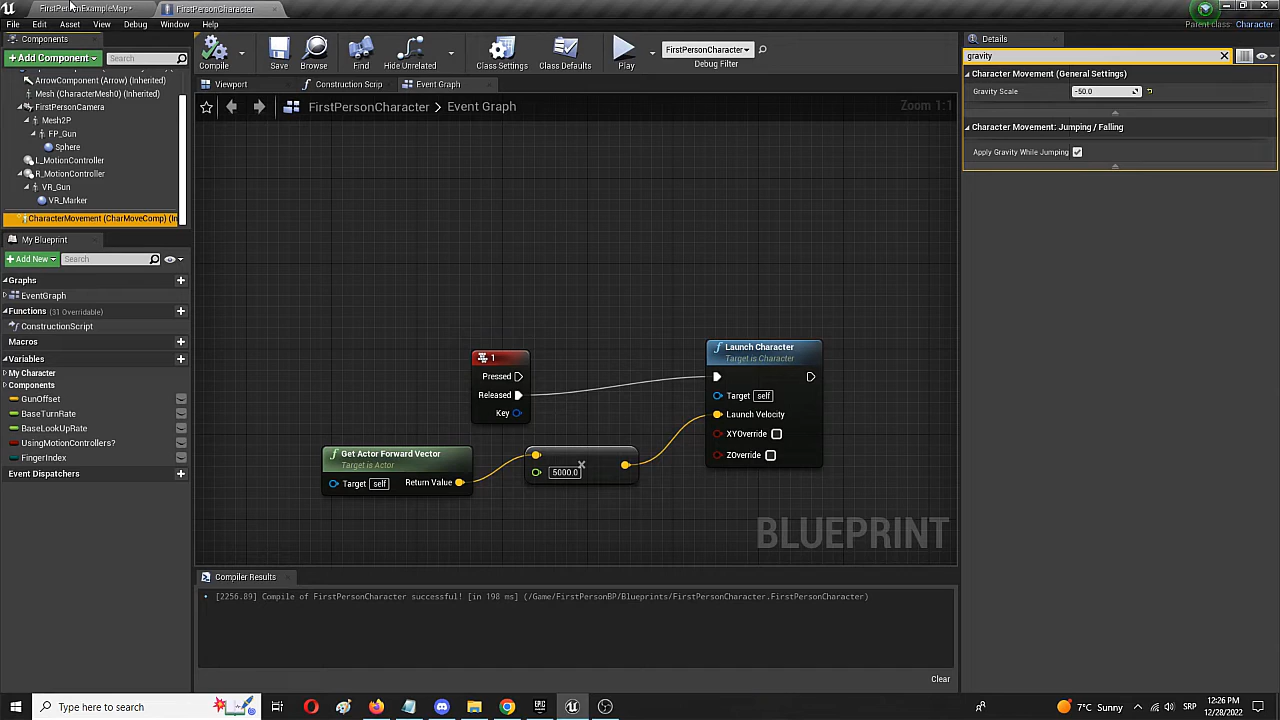 FirstPersonExampleMap*
FirstPersonCharacter
File
Edit
Asset
View
Debug
Window
Help
Parent class: Character
Components
+ Add Component
Search
ArrowComponent (Arrow) (Inherited)
Mesh (CharacterMesh0) (Inherited)
FirstPersonCamera
Mesh2P
FP_Gun
Sphere
L_MotionController
R_MotionController
VR_Gun
VR_Marker
CharacterMovement (CharMoveComp) (In
My Blueprint
+ Add New
Search
Graphs
EventGraph
Functions (31 Overridable)
ConstructionScript
Macros
Variables
My Character
Components
GunOffset
BaseTurnRate
BaseLookUpRate
UsingMotionControllers?
FingerIndex
Event Dispatchers
Compile
Save
Browse
Find
Hide Unrelated
Class Settings
Class Defaults
Play
FirstPersonCharacter
Debug Filter
Viewport
Construction Scrip
Event Graph
FirstPersonCharacter
Event Graph
Zoom 1:1
1
Pressed
Released
Key
Launch Character
Target is Character
Target self
Launch Velocity
XYOverride
ZOverride
Get Actor Forward Vector
Target is Actor
Target self
Return Value
5000.0
BLUEPRINT
Compiler Results
[2256.89] Compile of FirstPersonCharacter successful! [in 198 ms] (/Game/FirstPersonBP/Blueprints/FirstPersonCharacter.FirstPersonCharacter)
Clear
Details
gravity
Character Movement (General Settings)
Gravity Scale
-50.0
Character Movement: Jumping / Falling
Apply Gravity While Jumping
Type here to search
7°C Sunny
SRP
12:26 PM
12/28/2022